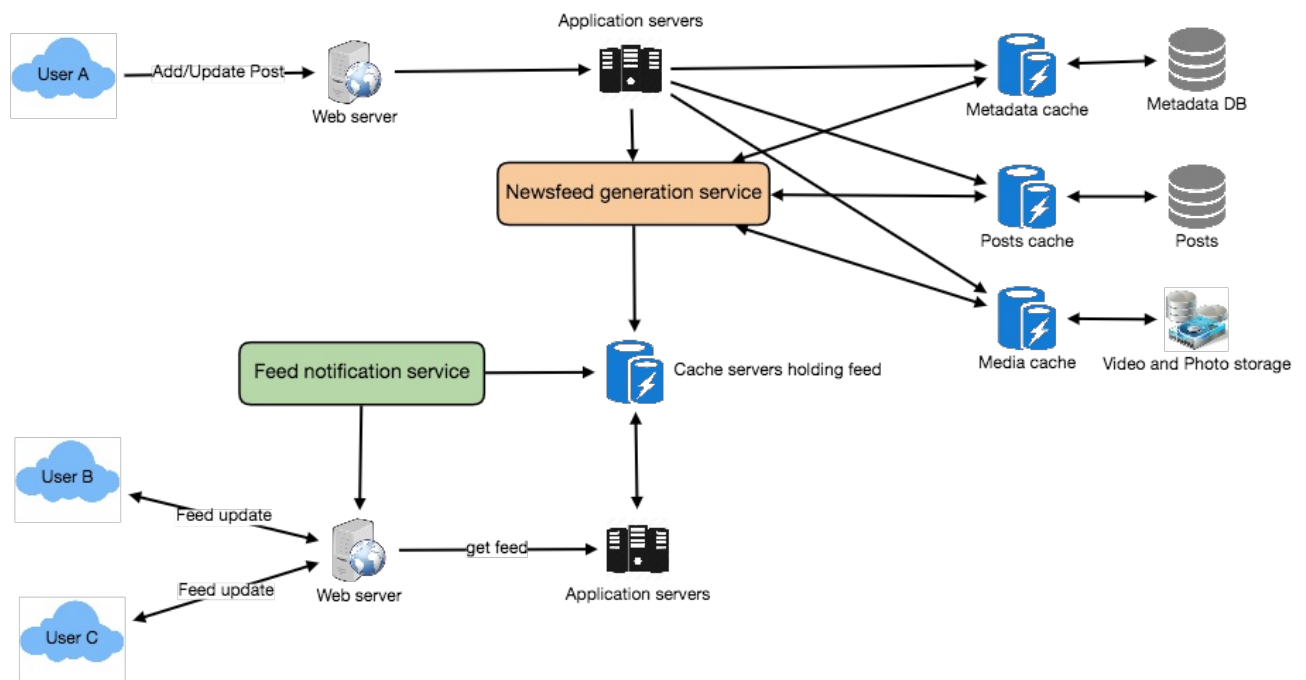 Application servers
User A
Add/Update Post
Web server
Metadata cache
Metadata DB
Newsfeed generation service
Posts cache
Posts
Media cache
Video and Photo storage
Feed notification service
Cache servers holding feed
User B
Feed update
get feed
Feed update
Web server
Application servers
User C